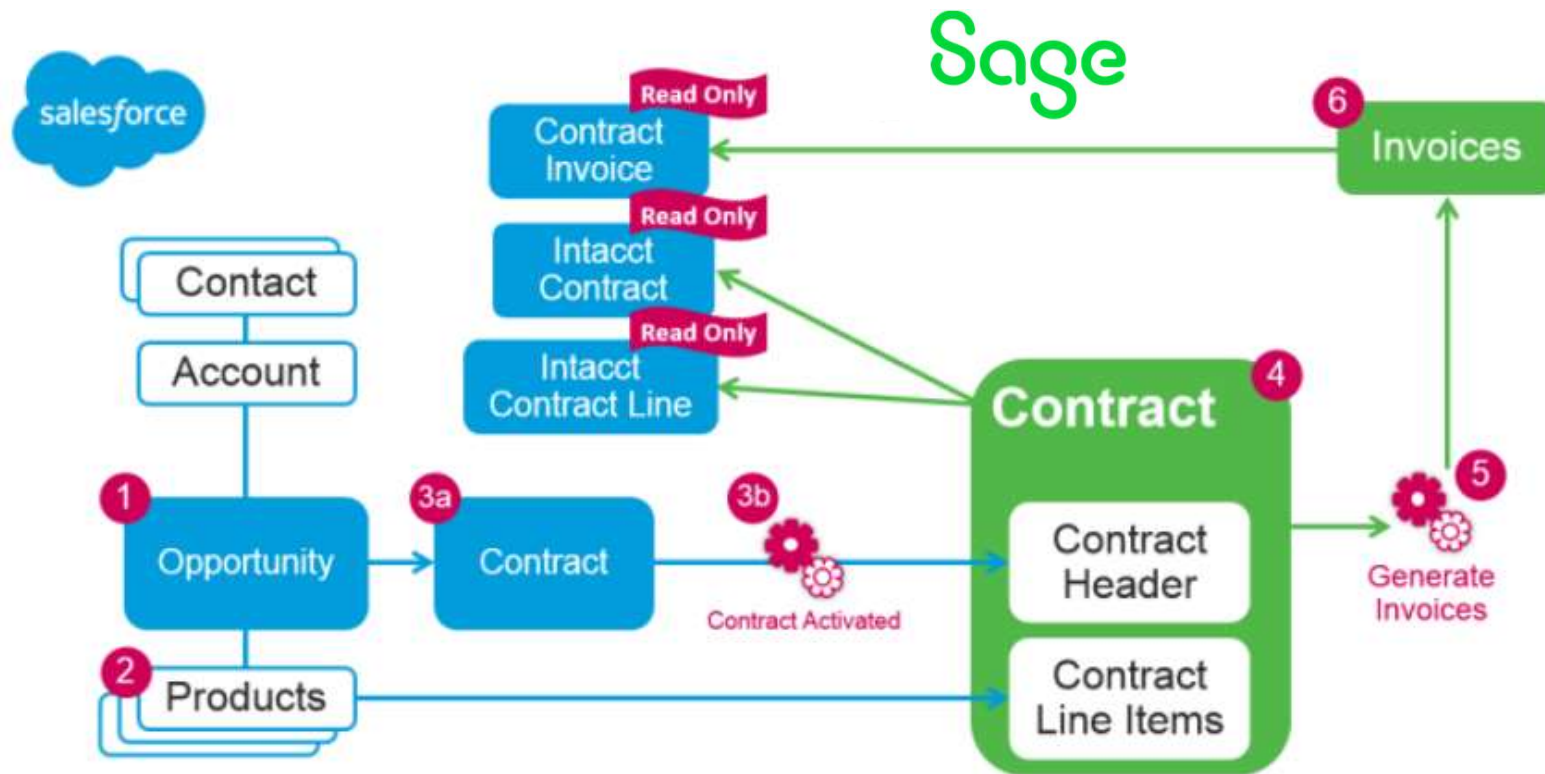 Sage
salesforce
Read Only
Contract
Invoice
6
Invoices
Read Only
Intacct
Contract
Contact
Read Only
Intacct
Contract Line
Account
4
Contract
1
Opportunity
3a
Contract
3b
Contract Activated
Contract
Header
5
Generate
Invoices
2
Products
Contract
Line Items